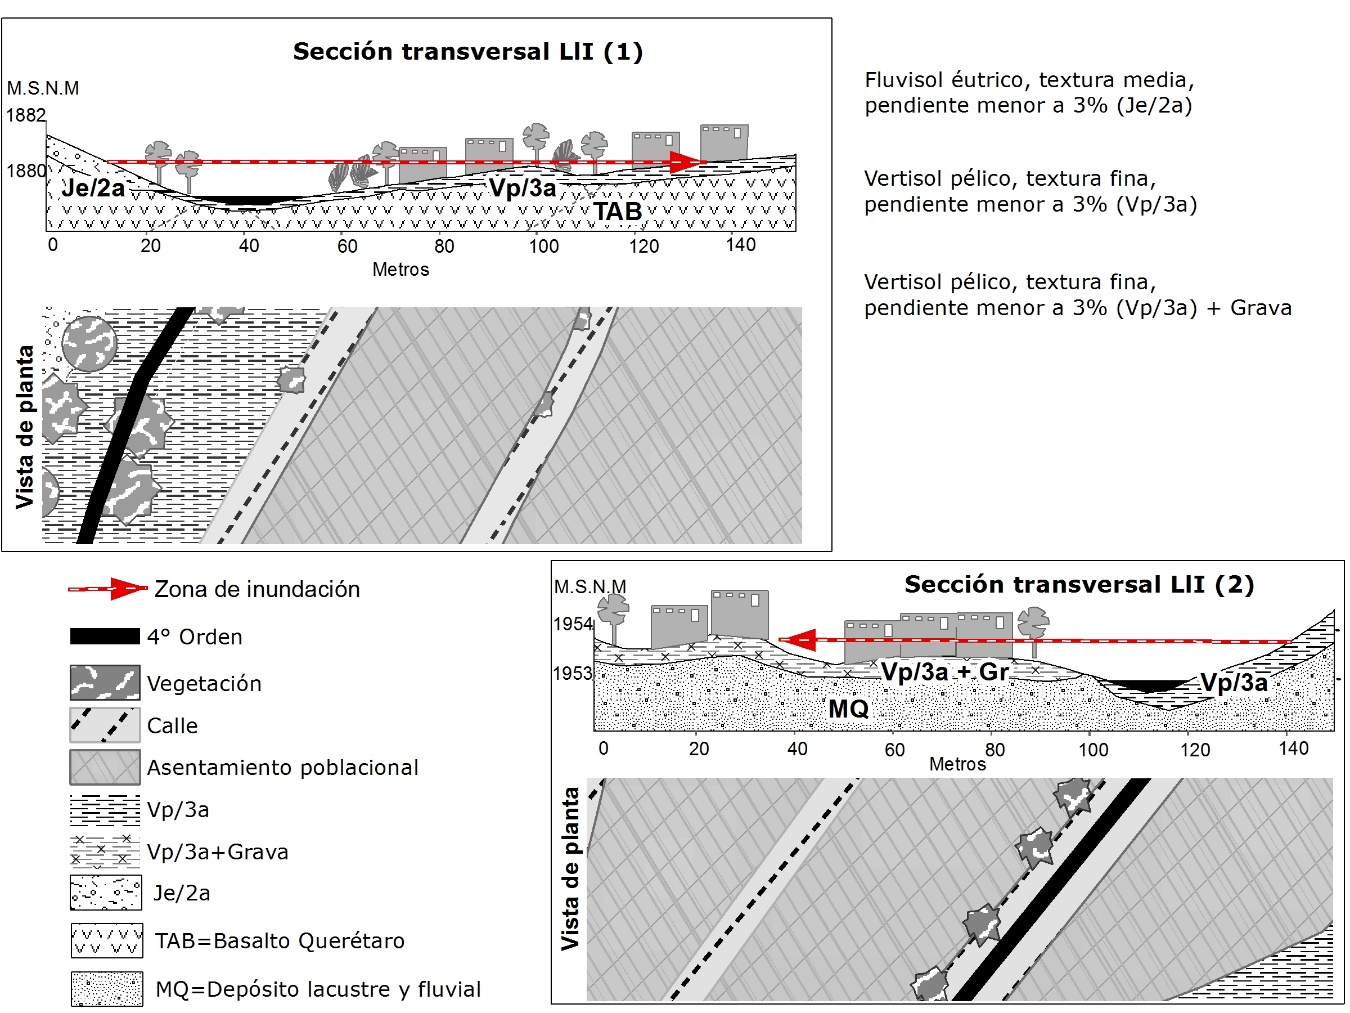 Sección transversal LlI (1)
M.S.N.M
1882
1880
Je/2a
Vp/3a
TAB
0 20 40 60 80 100 120 140
Metros
Vista de planta
Fluvisol éutrico, textura media,
pendiente menor a 3% (Je/2a)
Vertisol pélico, textura fina,
pendiente menor a 3% (Vp/3a)
Vertisol pélico, textura fina,
pendiente menor a 3% (Vp/3a) + Grava
Zona de inundación
4° Orden
Vegetación
Calle
Asentamiento poblacional
Vp/3a
Vp/3a+Grava
Je/2a
TAB=Basalto Querétaro
MQ=Depósito lacustre y fluvial
Sección transversal LlI (2)
M.S.N.M
1954
1953
Vp/3a + Gr
Vp/3a
MQ
0 20 40 60 80 100 120 140
Metros
Vista de planta